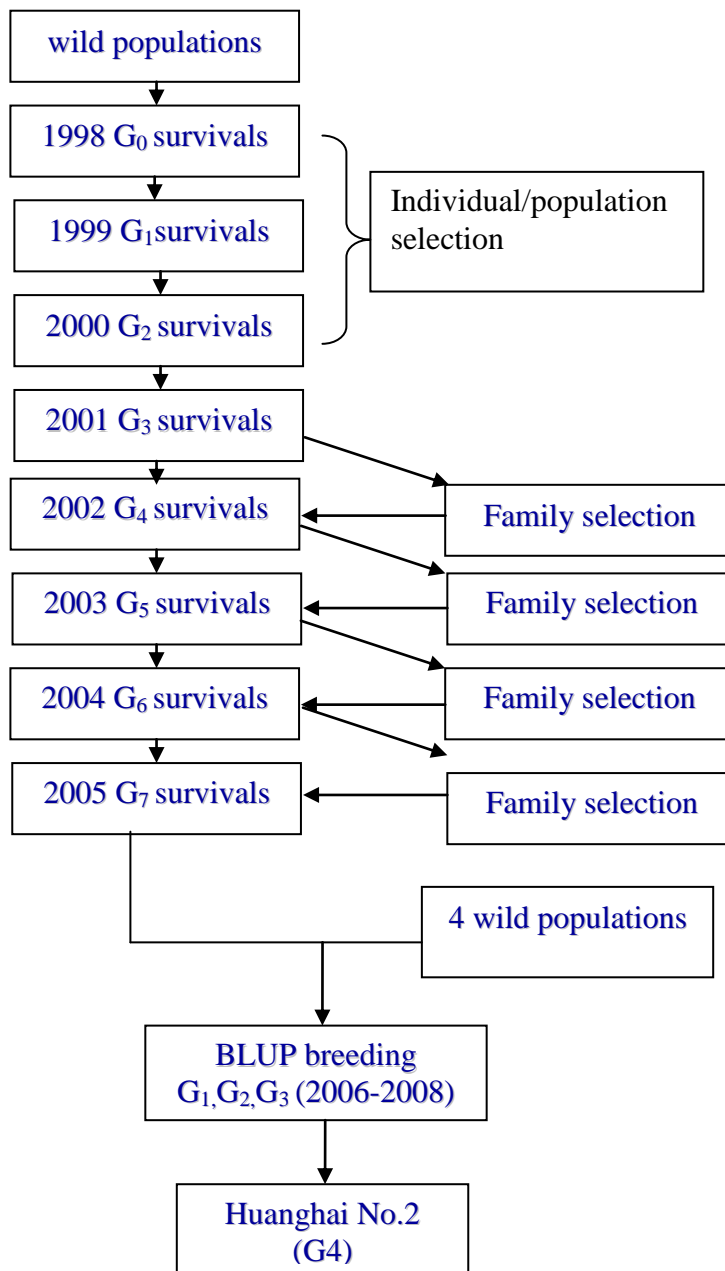 wild populations
1998 G₀ survivals
1999 G₁survivals
Individual/population
selection
2000 G₂ survivals
2001 G₃ survivals
2002 G₄ survivals
Family selection
2003 G₅ survivals
Family selection
2004 G₆ survivals
Family selection
2005 G₇ survivals
Family selection
4 wild populations
BLUP breeding
G₁,G₂,G₃ (2006-2008)
Huanghai No.2
(G4)